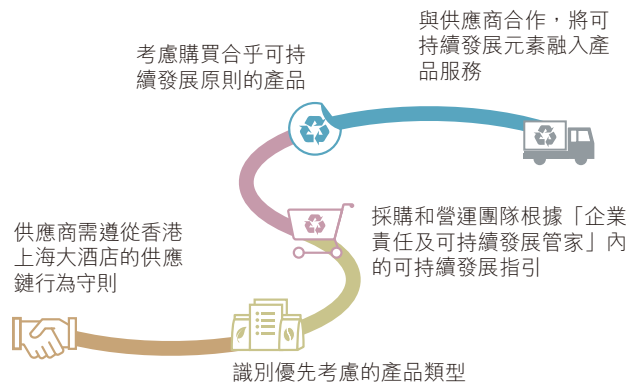 與供應商合作，將可
持續發展元素融入產
品服務
考慮購買合乎可持
續發展原則的產品
採購和營運團隊根據「企業
責任及可持續發展管家」內
的可持續發展指引
供應商需遵從香港
上海大酒店的供應
鏈行為守則
識別優先考慮的產品類型